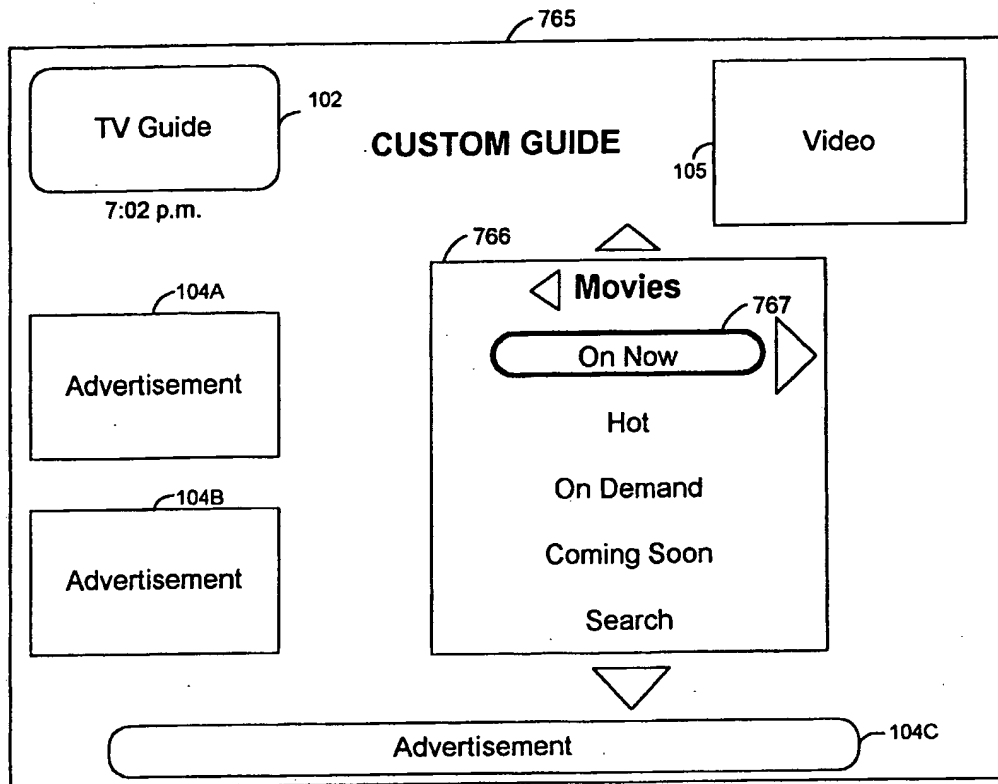 765
TV Guide
102
CUSTOM GUIDE
105
Video
7:02 p.m.
766
Movies
767
On Now
Hot
On Demand
Coming Soon
Search
104A
Advertisement
104B
Advertisement
Advertisement
104C